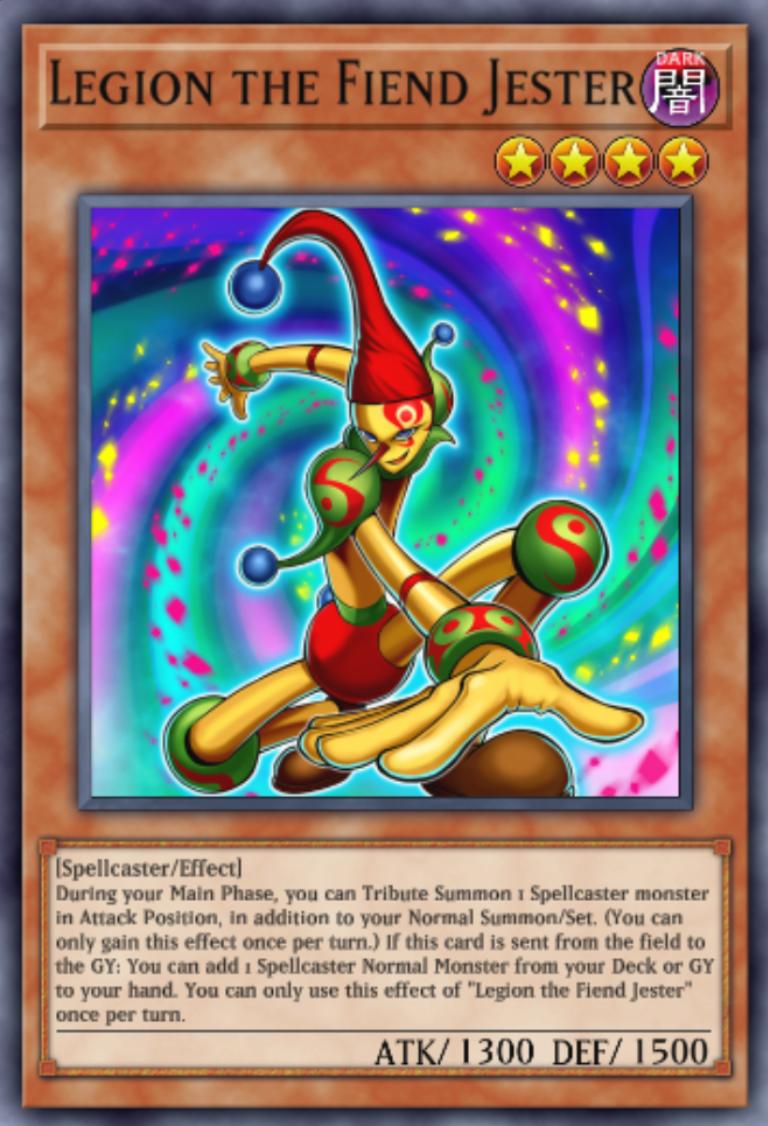 Legion the Fiend Jester
DARK
闇
[Spellcaster/Effect]
During your Main Phase, you can Tribute Summon 1 Spellcaster monster
in Attack Position, in addition to your Normal Summon/Set. (You can
only gain this effect once per turn.) If this card is sent from the field to
the GY: You can add 1 Spellcaster Normal Monster from your Deck or GY
to your hand. You can only use this effect of "Legion the Fiend Jester"
once per turn.
ATK/ 1300 DEF/ 1500